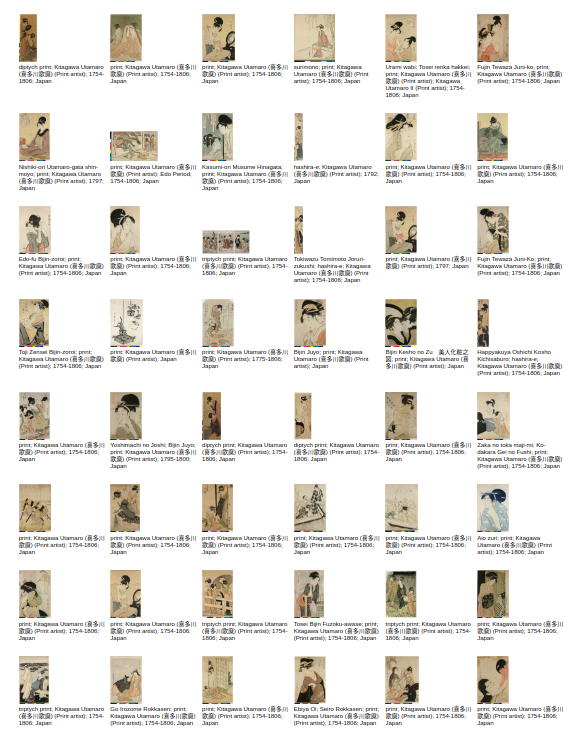 diptych print; Kitagawa Utamaro (喜多川歌麿) (Print artist); 1754-1806; Japan
print; Kitagawa Utamaro (喜多川歌麿) (Print artist); 1754-1806; Japan
print; Kitagawa Utamaro (喜多川歌麿) (Print artist); 1754-1806; Japan
surimono; print; Kitagawa Utamaro (喜多川歌麿) (Print artist); 1754-1806; Japan
Urami wabi; Tosei renka hakkei; print; Kitagawa Utamaro (喜多川歌麿) (Print artist); Kitagawa Utamaro II (Print artist); 1754-1806; Japan
Fujin Tewaza Juni-ko; print; Kitagawa Utamaro (喜多川歌麿) (Print artist); 1754-1806; Japan
Nishiki-ori Utamaro-gata shin-moyo; print; Kitagawa Utamaro (喜多川歌麿) (Print artist); 1797; Japan
print; Kitagawa Utamaro (喜多川歌麿) (Print artist); Edo Period; 1754-1806; Japan
Kasumi-ori Musume Hinagata; print; Kitagawa Utamaro (喜多川歌麿) (Print artist); 1754-1806; Japan
hashira-e; Kitagawa Utamaro (喜多川歌麿) (Print artist); 1792; Japan
print; Kitagawa Utamaro (喜多川歌麿) (Print artist); 1754-1806; Japan
print; Kitagawa Utamaro (喜多川歌麿) (Print artist); 1754-1806; Japan
Edo-fu Bijin-zoroi; print; Kitagawa Utamaro (喜多川歌麿) (Print artist); 1754-1806; Japan
print; Kitagawa Utamaro (喜多川歌麿) (Print artist); 1754-1806; Japan
triptych print; Kitagawa Utamaro (喜多川歌麿) (Print artist); 1754-1806; Japan
Tokiwazu Tomimoto Joruri-zukushi; hashira-e; Kitagawa Utamaro (喜多川歌麿) (Print artist); 1754-1806; Japan
print; Kitagawa Utamaro (喜多川歌麿) (Print artist); 1797; Japan
Fujin Tewaza Juni-Ko; print; Kitagawa Utamaro (喜多川歌麿) (Print artist); 1754-1806; Japan
Toji Zensei Bijin-zoroi; print; Kitagawa Utamaro (喜多川歌麿) (Print artist); 1754-1806; Japan
print; Kitagawa Utamaro (喜多川歌麿) (Print artist); Japan
print; Kitagawa Utamaro (喜多川歌麿) (Print artist); 1775-1806; Japan
Bijin Juyo; print; Kitagawa Utamaro (喜多川歌麿) (Print artist); Japan
Bijin Kesho no Zu 美人化粧之図; print; Kitagawa Utamaro (喜多川歌麿) (Print artist); Japan
Happyakuya Oshichi Kosho Kichisaburo; hashira-e; Kitagawa Utamaro (喜多川歌麿) (Print artist); 1754-1806; Japan
print; Kitagawa Utamaro (喜多川歌麿) (Print artist); 1754-1806; Japan
Yoshimachi no Joshi; Bijin Juyo; print; Kitagawa Utamaro (喜多川歌麿) (Print artist); 1795-1800; Japan
diptych print; Kitagawa Utamaro (喜多川歌麿) (Print artist); 1754-1806; Japan
diptych print; Kitagawa Utamaro (喜多川歌麿) (Print artist); 1754-1806; Japan
print; Kitagawa Utamaro (喜多川歌麿) (Print artist); 1754-1806; Japan
Zaka no toka maji-mi; Ko-dakara Gei no Fushi; print; Kitagawa Utamaro (喜多川歌麿) (Print artist); 1754-1806; Japan
print; Kitagawa Utamaro (喜多川歌麿) (Print artist); 1754-1806; Japan
print; Kitagawa Utamaro (喜多川歌麿) (Print artist); 1754-1806; Japan
print; Kitagawa Utamaro (喜多川歌麿) (Print artist); 1754-1806; Japan
print; Kitagawa Utamaro (喜多川歌麿) (Print artist); 1754-1806; Japan
print; Kitagawa Utamaro (喜多川歌麿) (Print artist); 1754-1806; Japan
Aio zuri; print; Kitagawa Utamaro (喜多川歌麿) (Print artist); Japan
print; Kitagawa Utamaro (喜多川歌麿) (Print artist); 1754-1806; Japan
print; Kitagawa Utamaro (喜多川歌麿) (Print artist); 1754-1806; Japan
triptych print; Kitagawa Utamaro (喜多川歌麿) (Print artist); 1754-1806; Japan
Tosei Bijin Fuzoku-awase; print; Kitagawa Utamaro (喜多川歌麿) (Print artist); 1754-1806; Japan
triptych print; Kitagawa Utamaro (喜多川歌麿) (Print artist); 1754-1806; Japan
print; Kitagawa Utamaro (喜多川歌麿) (Print artist); 1754-1806; Japan
triptych print; Kitagawa Utamaro (喜多川歌麿) (Print artist); 1754-1806; Japan
Go Irozome Rokkasen; print; Kitagawa Utamaro (喜多川歌麿) (Print artist); 1754-1806; Japan
print; Kitagawa Utamaro (喜多川歌麿) (Print artist); 1754-1806; Japan
Ebiya Oi; Seiro Rokkasen; print; Kitagawa Utamaro (喜多川歌麿) (Print artist); 1754-1806; Japan
print; Kitagawa Utamaro (喜多川歌麿) (Print artist); 1754-1806; Japan
print; Kitagawa Utamaro (喜多川歌麿) (Print artist); 1754-1806; Japan